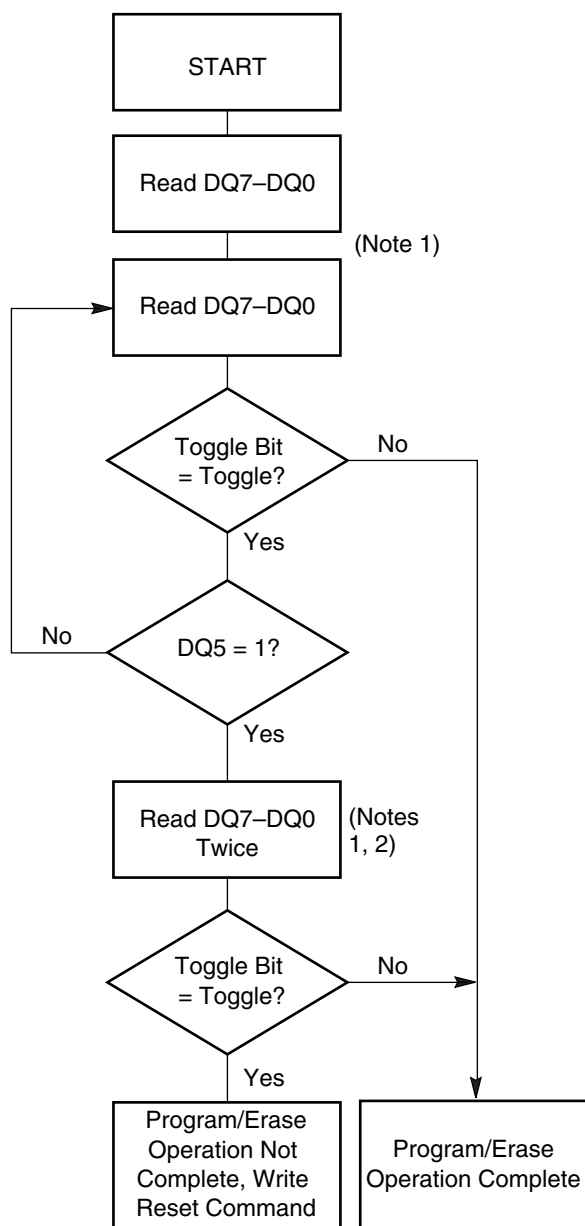 START
Read DQ7–DQ0
(Note 1)
Read DQ7–DQ0
Toggle Bit
= Toggle?
No
Yes
No
DQ5 = 1?
Yes
Read DQ7–DQ0
Twice
(Notes
1, 2)
Toggle Bit
= Toggle?
No
Yes
Program/Erase
Operation Not
Complete, Write
Reset Command
Program/Erase
Operation Complete